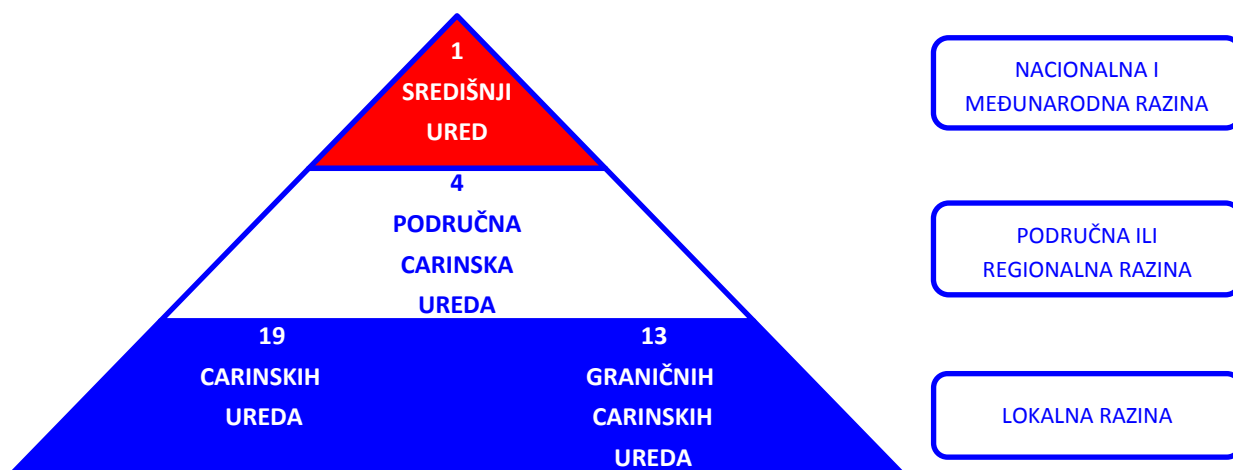 1
SREDIŠNJI
URED
NACIONALNA I
MEĐUNARODNA RAZINA
4
PODRUČNA
CARINSKA
UREDA
PODRUČNA ILI
REGIONALNA RAZINA
19
CARINSKIH
UREDA
13
GRANIČNIH
CARINSKIH
UREDA
LOKALNA RAZINA